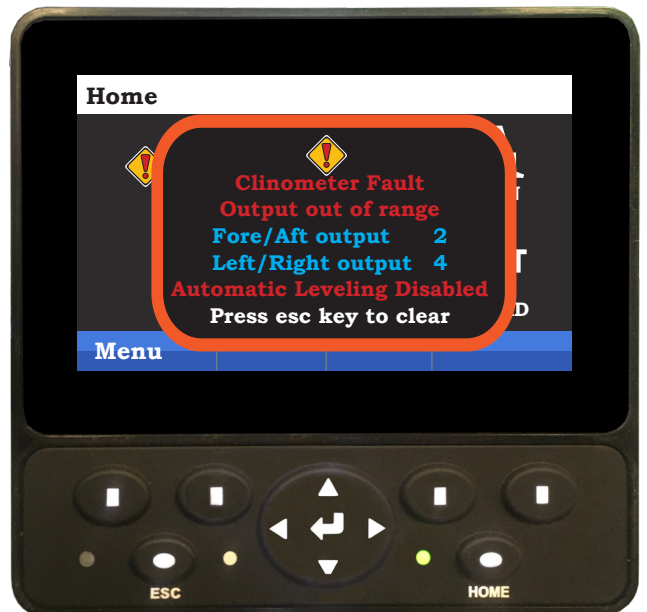 Home
Clinometer Fault
Output out of range
Fore/Aft output 2
Left/Right output 4
Automatic Leveling Disabled
Press esc key to clear
Menu
ESC
HOME